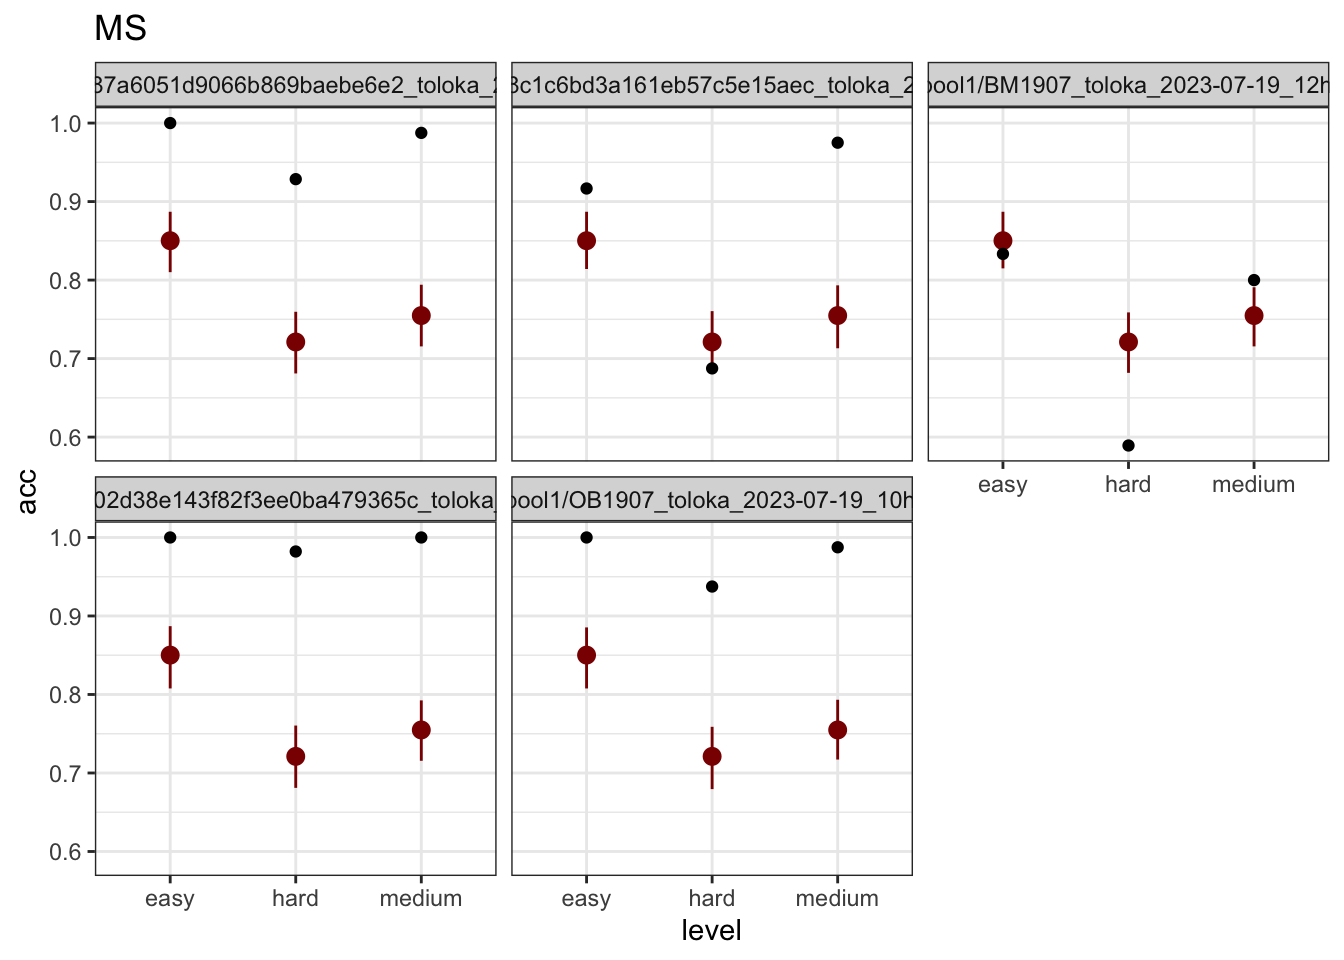 MS
37a6051d9066b869baebe6e2_toloka_2
3c1c6bd3a161eb57c5e15aec_toloka_2
pool1/BM1907_toloka_2023-07-19_12h
1.0
0.9
0.8
0.7
0.6
easy hard medium
acc
02d38e143f82f3ee0ba479365c_toloka_
pool1/OB1907_toloka_2023-07-19_10h
1.0
0.9
0.8
0.7
0.6
easy hard medium
easy hard medium
level